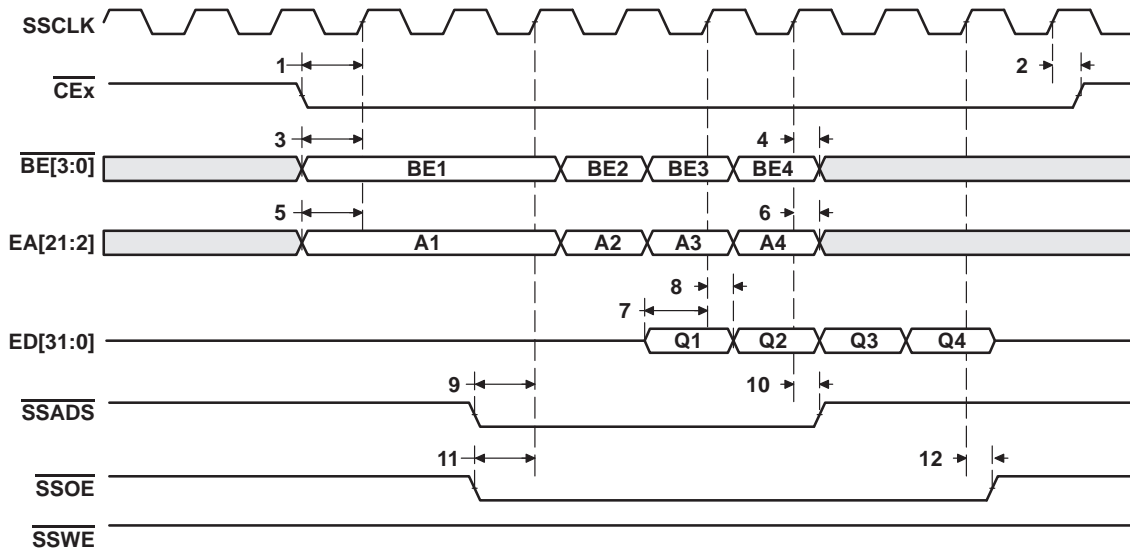 SSCLK
1
2
CEx
3
4
BE[3:0]
BE1 BE2 BE3 BE4
5
6
EA[21:2]
A1 A2 A3 A4
8
7
ED[31:0]
Q1 Q2 Q3 Q4
9
10
SSADS
11
12
SSOE
SSWE